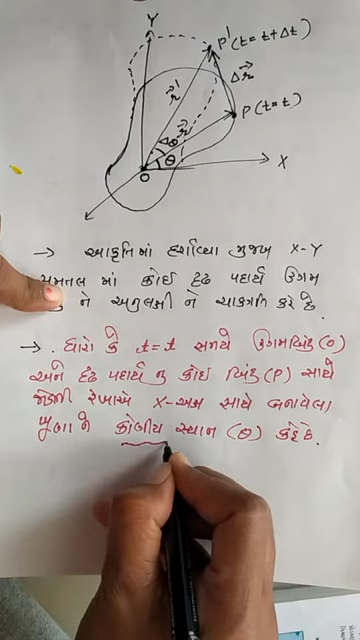 Y
P'(t=t+Δt)
Δr⃗
r⃗'
Δθ
r⃗
P(t=t)
θ
O
X
→ આકૃતિમાં દર્શાવ્યા મુજબ X-Y
સમતલ માં કોઈ દૃઢ પદાર્થ ઉગમ
ને અનુલક્ષી ને ચાકગતિ કરે છે.
→ . ધારો કે t=t સમયે ઉગમબિંદુ (O)
અને દૃઢ પદાર્થ નુ કોઈ બિંદુ (P) સાથે
જોડતી રેખાએ X-અક્ષ સાથે બનાવેલા
ખૂણા ને કોણીય સ્થાન (θ) કહે છે.